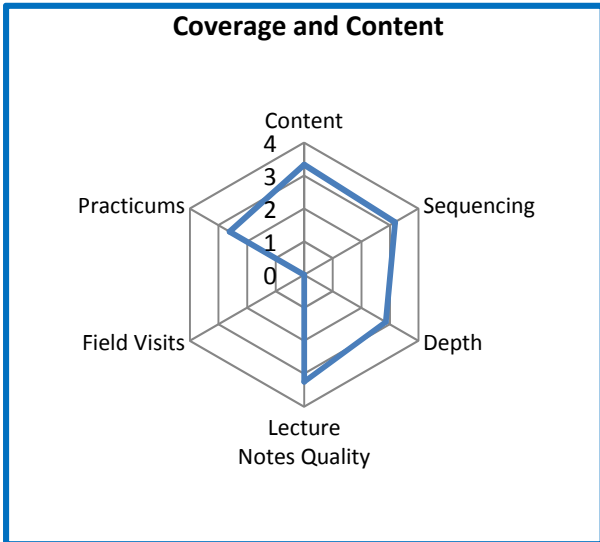 Coverage and Content
Content
4
3
2
1
0
Sequencing
Depth
Lecture
Notes Quality
Field Visits
Practicums